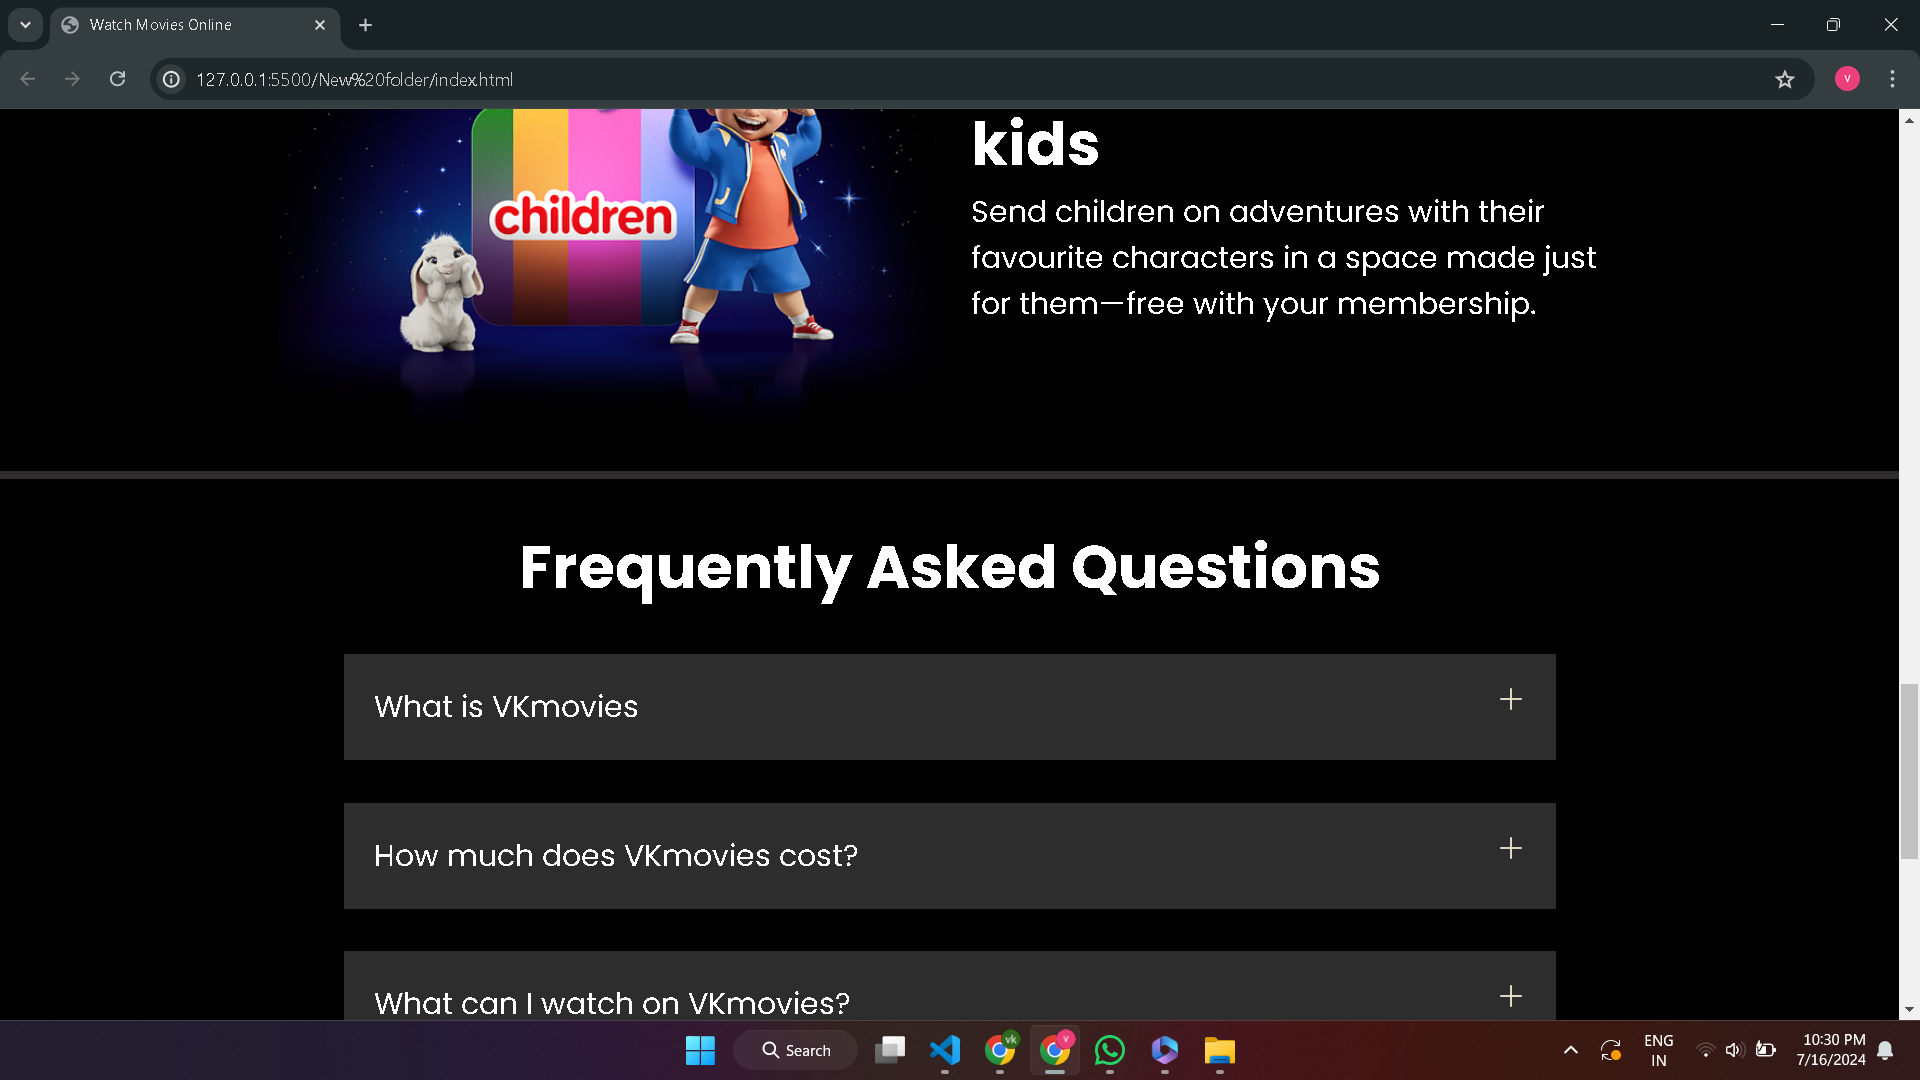 Watch Movies Online
127.0.0.1:5500/New%20folder/index.html
V
children
kids
Send children on adventures with their
favourite characters in a space made just
for them—free with your membership.
Frequently Asked Questions
What is VKmovies
How much does VKmovies cost?
What can I watch on VKmovies?
Search
vk
v
ENG
IN
10:30 PM
7/16/2024